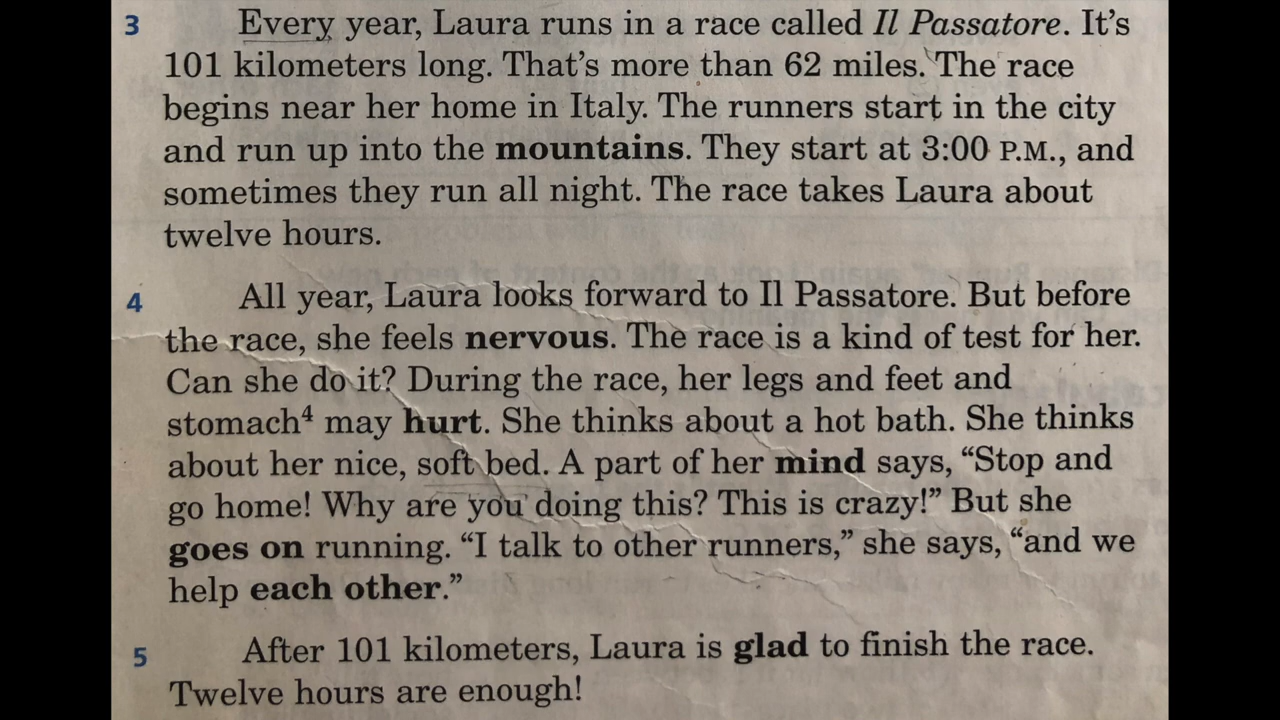 3 Every year, Laura runs in a race called Il Passatore. It's
101 kilometers long. That's more than 62 miles. The race
begins near her home in Italy. The runners start in the city
and run up into the mountains. They start at 3:00 P.M., and
sometimes they run all night. The race takes Laura about
twelve hours.
4 All year, Laura looks forward to Il Passatore. But before
the race, she feels nervous. The race is a kind of test for her.
Can she do it? During the race, her legs and feet and
stomach⁴ may hurt. She thinks about a hot bath. She thinks
about her nice, soft bed. A part of her mind says, “Stop and
go home! Why are you doing this? This is crazy!” But she
goes on running. “I talk to other runners,” she says, “and we
help each other.”
5 After 101 kilometers, Laura is glad to finish the race.
Twelve hours are enough!